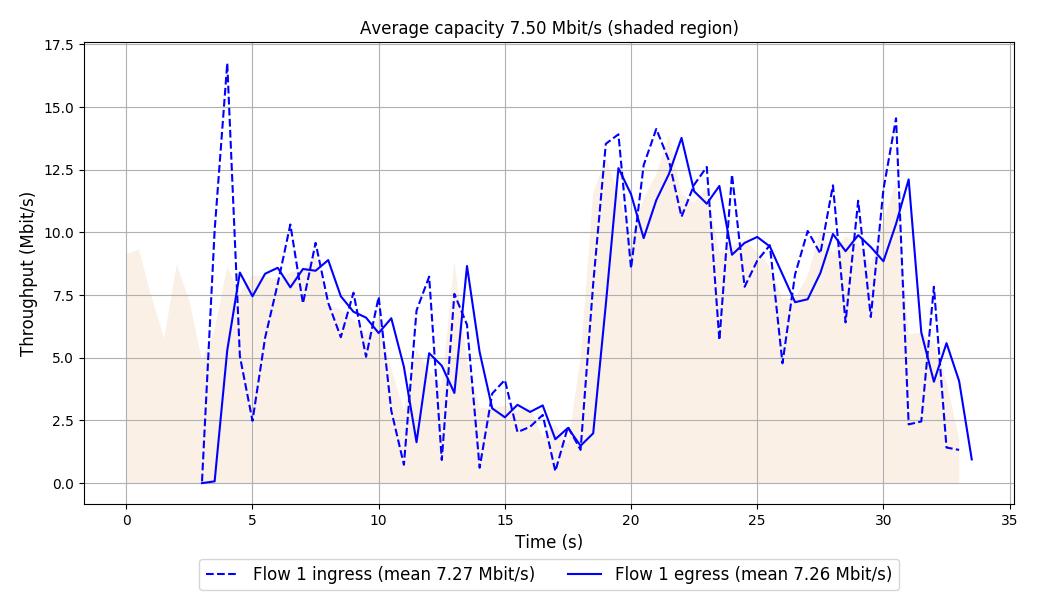 Average capacity 7.50 Mbit/s (shaded region)
17.5
15.0
12.5
10.0
7.5
5.0
2.5
0.0
Throughput (Mbit/s)
0 5 10 15 20 25 30 35
Time (s)
Flow 1 ingress (mean 7.27 Mbit/s) Flow 1 egress (mean 7.26 Mbit/s)